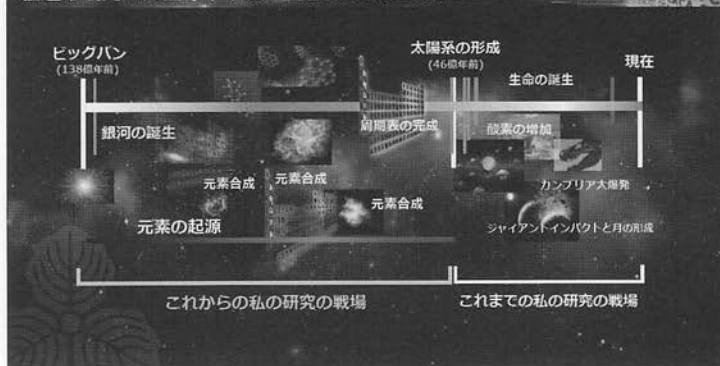 ビッグバン
(138億年前)
太陽系の形成
(46億年前)
現在
生命の誕生
銀河の誕生
周期表の完成
酸素の増加
元素合成
元素合成
カンブリア大爆発
元素合成
元素の起源
ジャイアントインパクトと月の形成
これからの私の研究の戦場
これまでの私の研究の戦場